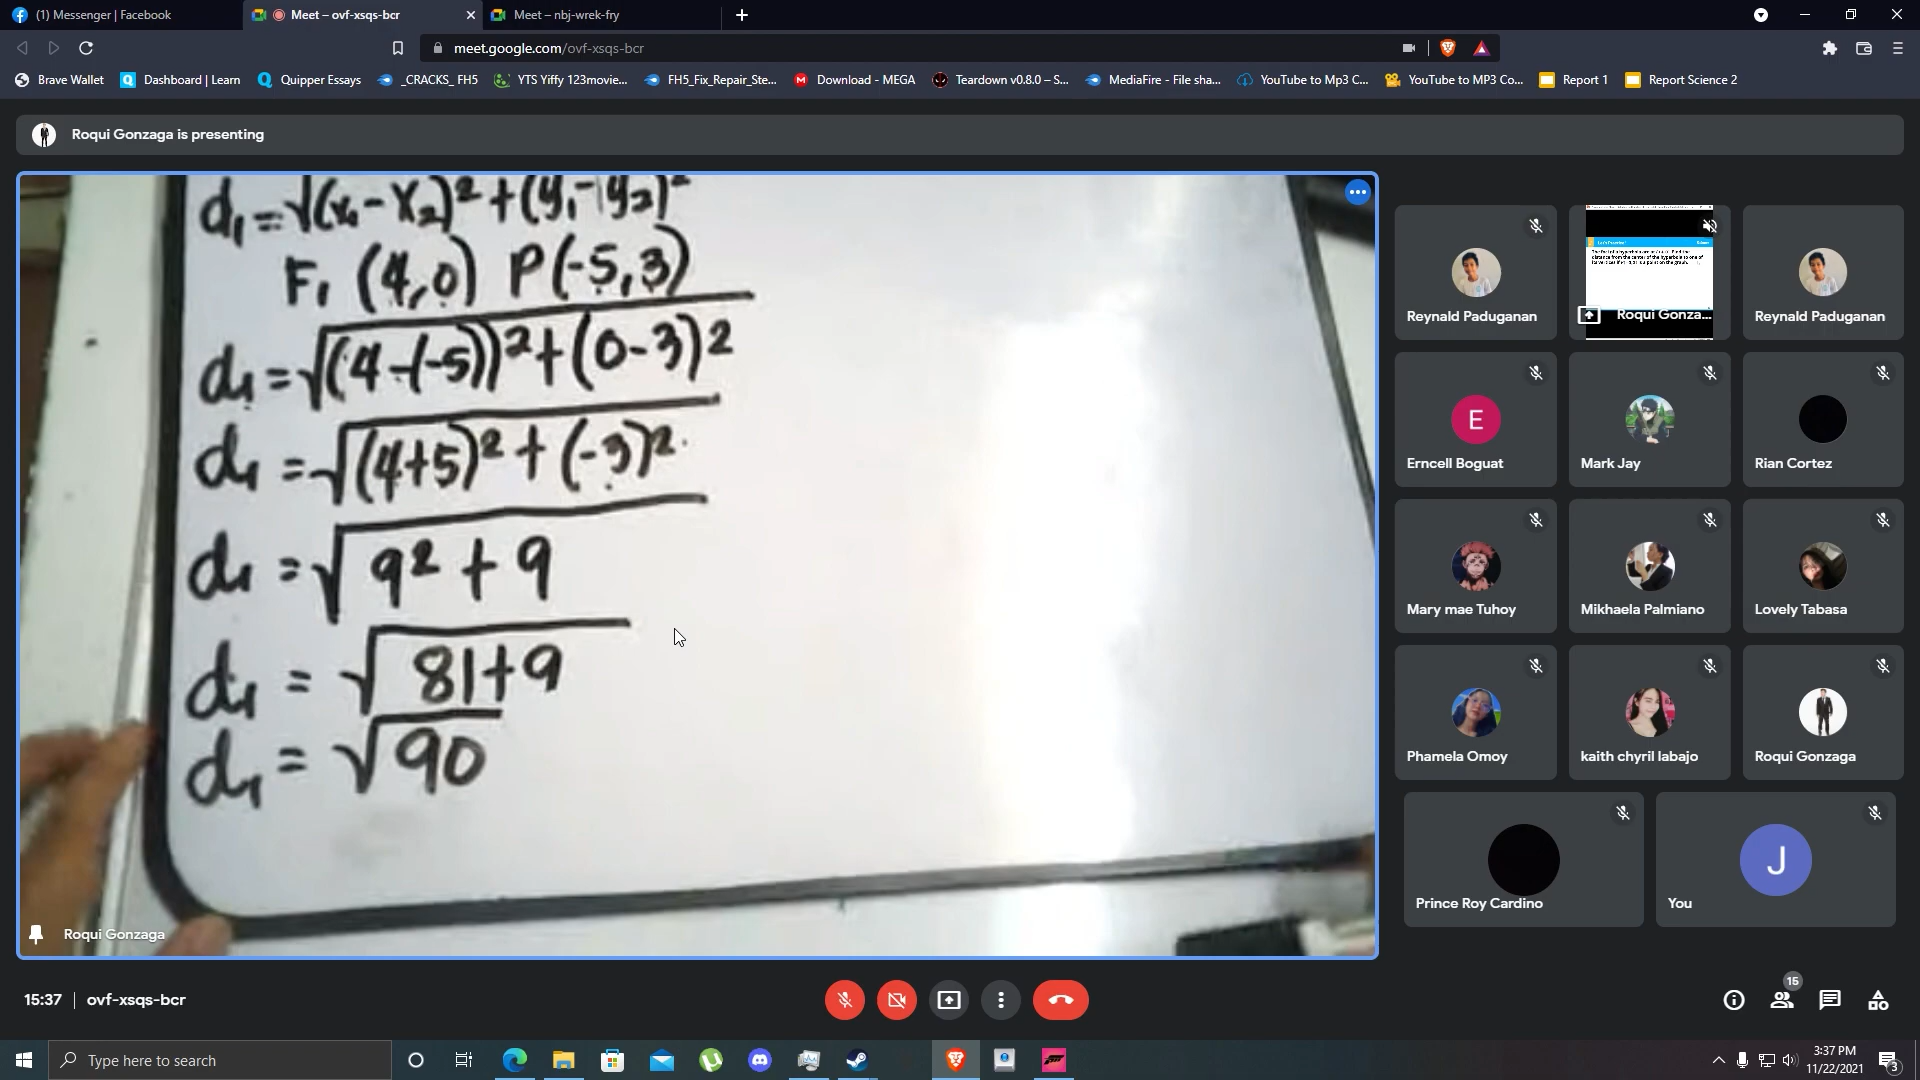 (1) Messenger | Facebook
Meet – ovf-xsqs-bcr
Meet – nbj-wrek-fry
meet.google.com/ovf-xsqs-bcr
Brave Wallet
Dashboard | Learn
Quipper Essays
_CRACKS_ FH5
YTS Yiffy 123movie...
FH5_Fix_Repair_Ste...
Download - MEGA
Teardown v0.8.0 – S...
MediaFire - File sha...
YouTube to Mp3 C...
YouTube to MP3 Co...
Report 1
Report Science 2
Roqui Gonzaga is presenting
d₁=√(x₁-x₂)²+(y₁-y₂)²
F₁ (4,0) P(-5,3)
d₁=√(4-(-5))²+(0-3)²
d₁=√(4+5)²+(-3)²
d₁=√9²+9
d₁=√81+9
d₁=√90
Roqui Gonzaga
Reynald Paduganan
Roqui Gonza...
Reynald Paduganan
E
Erncell Boguat
Mark Jay
Rian Cortez
Mary mae Tuhoy
Mikhaela Palmiano
Lovely Tabasa
Phamela Omoy
kaith chyril labajo
Roqui Gonzaga
Prince Roy Cardino
J
You
15:37 | ovf-xsqs-bcr
15
Type here to search
3:37 PM
11/22/2021
3